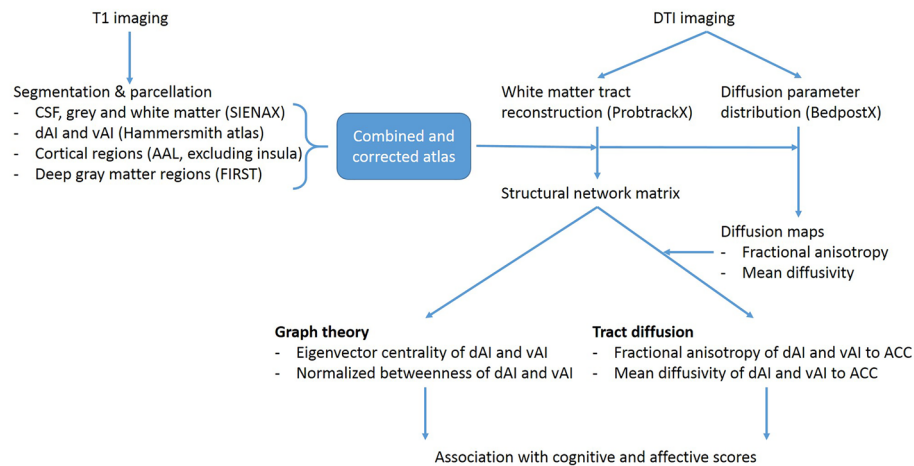 T1 imaging
DTI imaging
Segmentation & parcellation
- CSF, grey and white matter (SIENAX)
- dAI and vAI (Hammersmith atlas)
- Cortical regions (AAL, excluding insula)
- Deep gray matter regions (FIRST)
Combined and
corrected atlas
White matter tract
reconstruction (ProbtrackX)
Diffusion parameter
distribution (BedpostX)
Structural network matrix
Diffusion maps
- Fractional anisotropy
- Mean diffusivity
Graph theory
- Eigenvector centrality of dAI and vAI
- Normalized betweenness of dAI and vAI
Tract diffusion
- Fractional anisotropy of dAI and vAI to ACC
- Mean diffusivity of dAI and vAI to ACC
Association with cognitive and affective scores